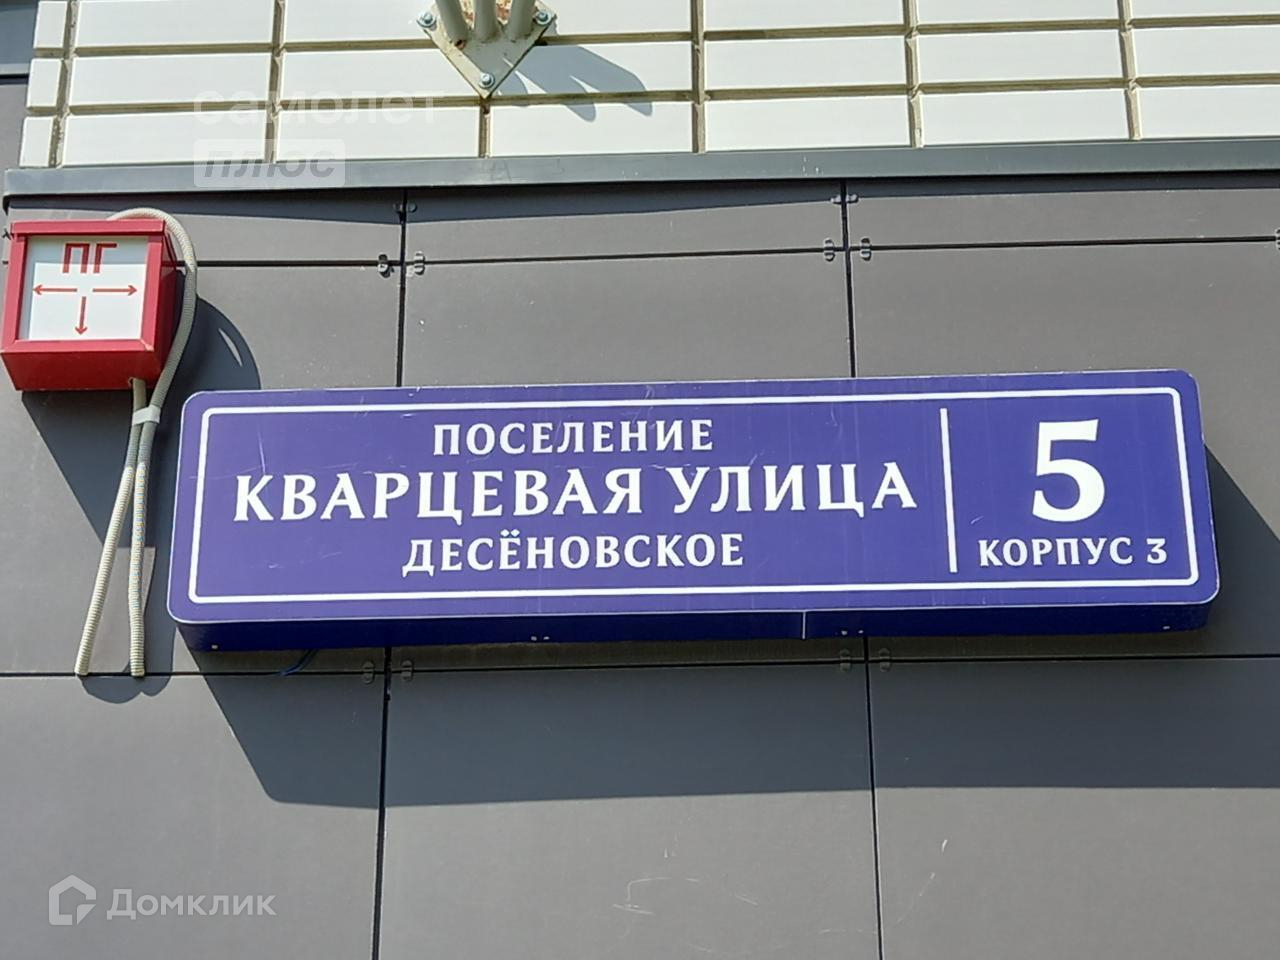 самолет
плюс
ПГ
ПОСЕЛЕНИЕ
КВАРЦЕВАЯ УЛИЦА
ДЕСЁНОВСКОЕ
5
КОРПУС 3
Домклик